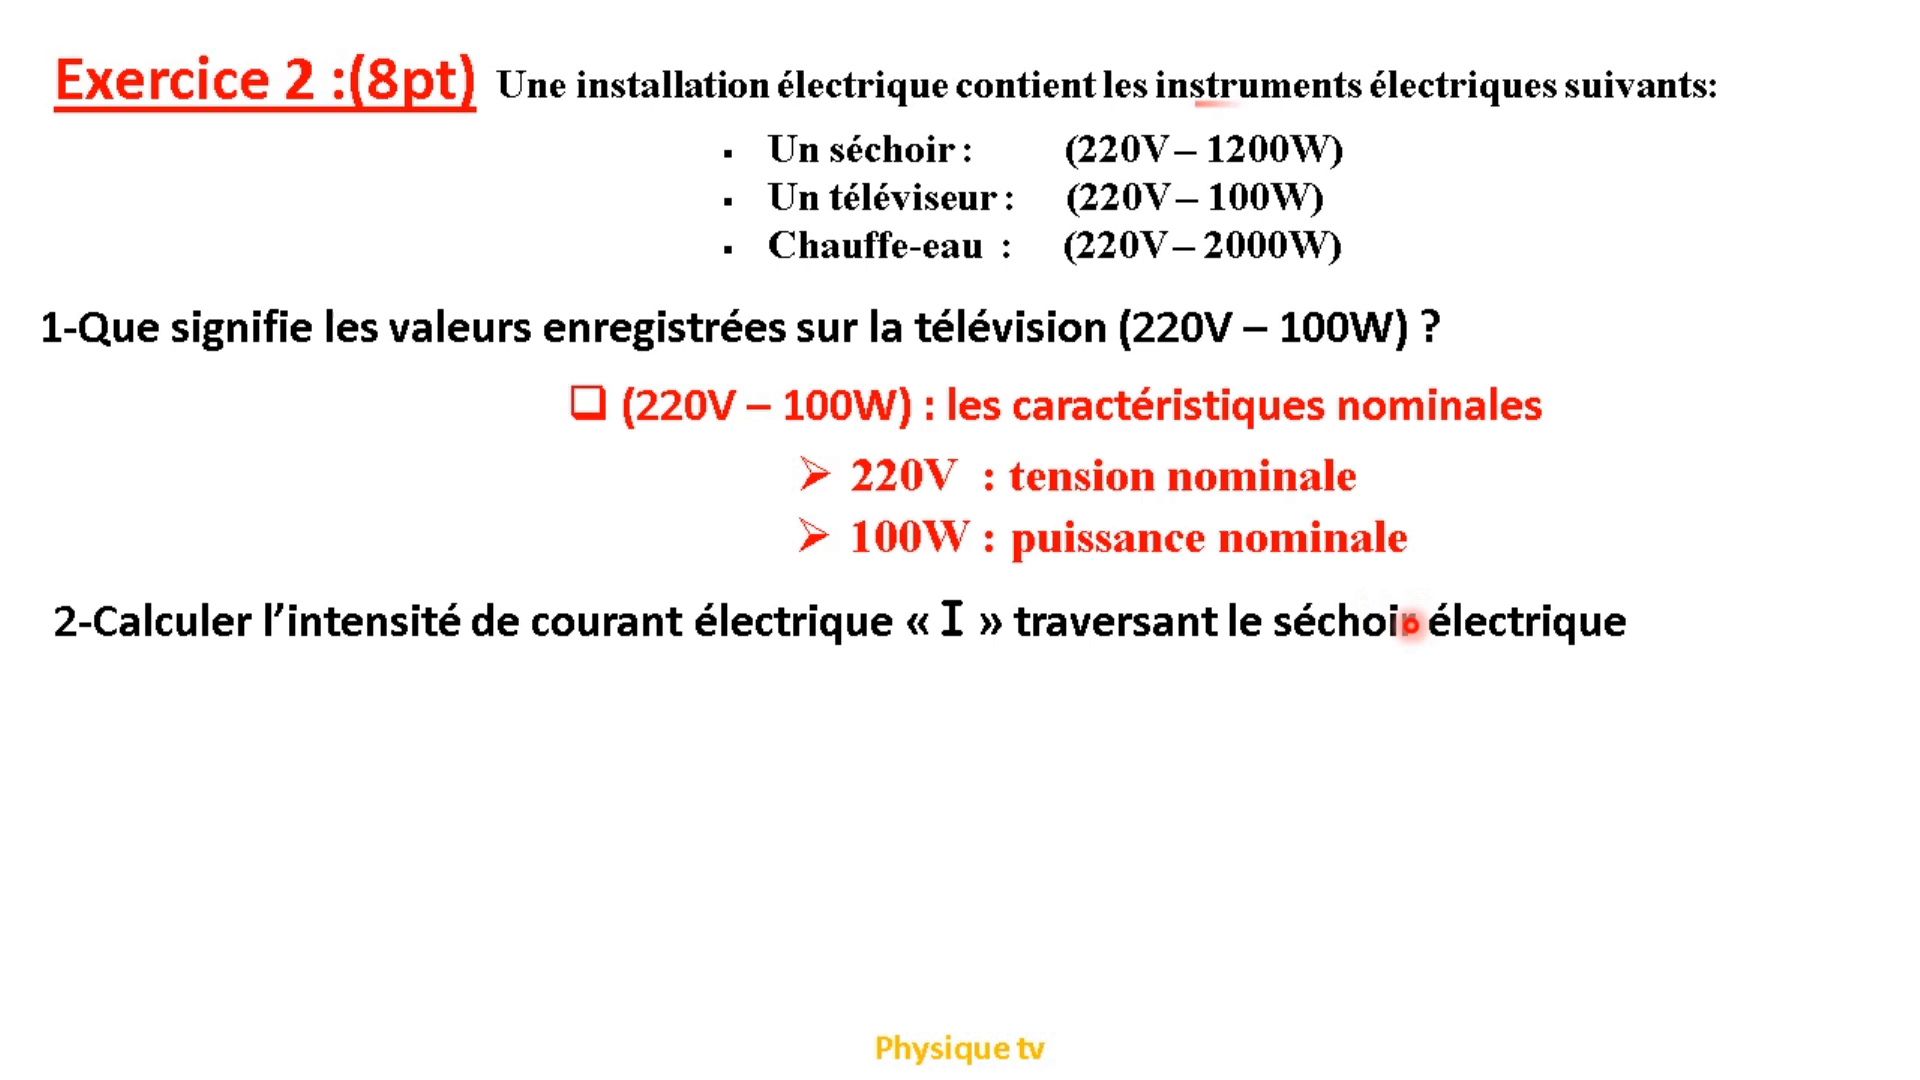 Exercice 2 :(8pt) Une installation électrique contient les instruments électriques suivants:
▪ Un séchoir : (220V – 1200W)
▪ Un téléviseur : (220V – 100W)
▪ Chauffe-eau : (220V – 2000W)
1-Que signifie les valeurs enregistrées sur la télévision (220V – 100W) ?
❑ (220V – 100W) : les caractéristiques nominales
➢ 220V : tension nominale
➢ 100W : puissance nominale
2-Calculer l’intensité de courant électrique « I » traversant le séchoir électrique
Physique tv